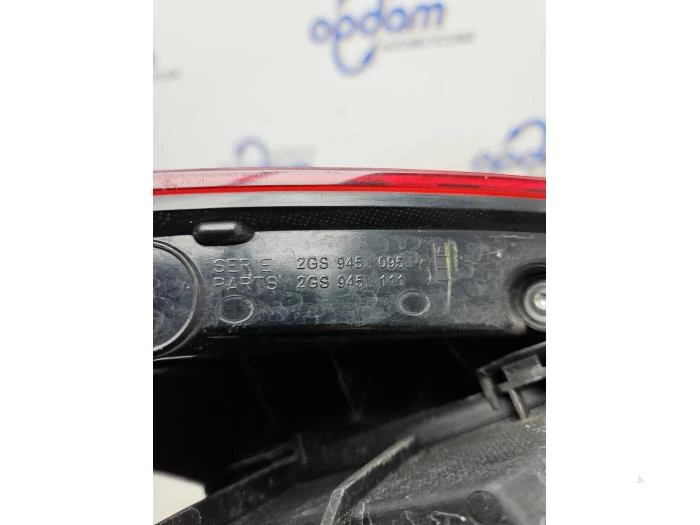 opdam
SERIE 2GS 945. 095
PARTS 2GS 945. 111